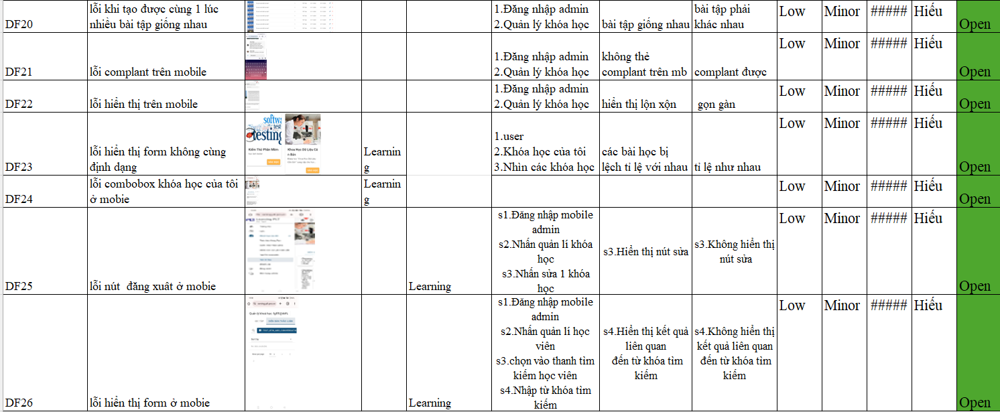 DF20
lỗi khi tạo được cùng 1 lúc
nhiều bài tập giống nhau
1.Đăng nhập admin
2.Quản lý khóa học
bài tập giống nhau
bài tập phải
khác nhau
Low
Minor
#####
Hiếu
Open
DF21
lỗi complant trên mobile
1.Đăng nhập admin
2.Quản lý khóa học
không thẻ
complant trên mb
complant được
Low
Minor
#####
Hiếu
Open
DF22
lỗi hiển thị trên mobile
1.Đăng nhập admin
2.Quản lý khóa học
hiển thị lộn xộn
gọn gàn
Low
Minor
#####
Hiếu
Open
DF23
lỗi hiển thị form không cùng
định dạng
software
testing
Kiểm Thử Phần Mềm
Khoa Học Dữ Liệu Că
n Bản
Learnin
g
1.user
2.Khóa học của tôi
3.Nhìn các khóa học
các bài học bị
lệch tỉ lệ với nhau
tỉ lệ như nhau
Low
Minor
#####
Hiếu
Open
DF24
lỗi combobox khóa học của tôi
ở mobie
Learnin
g
Low
Minor
#####
Hiếu
Open
DF25
lỗi nút  đăng xuât ở mobie
Learning
s1.Đăng nhập mobile
admin
s2.Nhấn quản lí khóa
học
s3.Nhấn sửa 1 khóa
học
s3.Hiển thị nút sửa
s3.Không hiển thị
nút sửa
Low
Minor
#####
Hiếu
Open
DF26
lỗi hiển thị form ở mobie
Learning
s1.Đăng nhập mobile
admin
s2.Nhấn quản lí học
viên
s3.chọn vào thanh tìm
kiếm học viên
s4.Nhập từ khóa tìm
kiếm
s4.Hiển thị kết quả
liên quan
đến từ khóa tìm
kiếm
s4.Không hiển thị
kết quả liên quan
đến từ khóa tìm
kiếm
Low
Minor
#####
Hiếu
Open